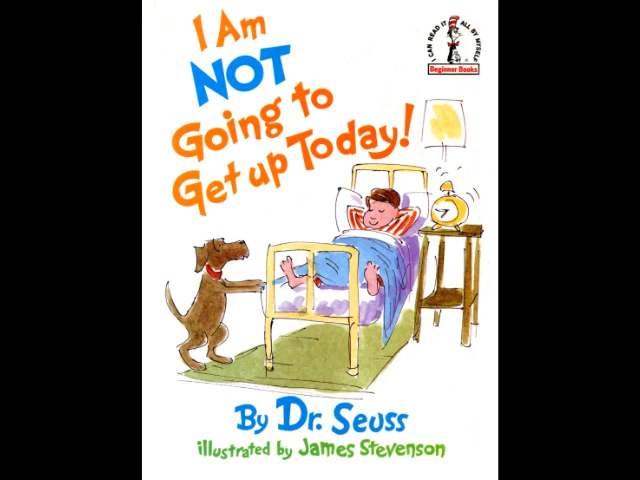 I Am
NOT
Going to
Get up Today!
I CAN READ IT ALL BY MYSELF
Beginner Books
By Dr. Seuss
illustrated by James Stevenson